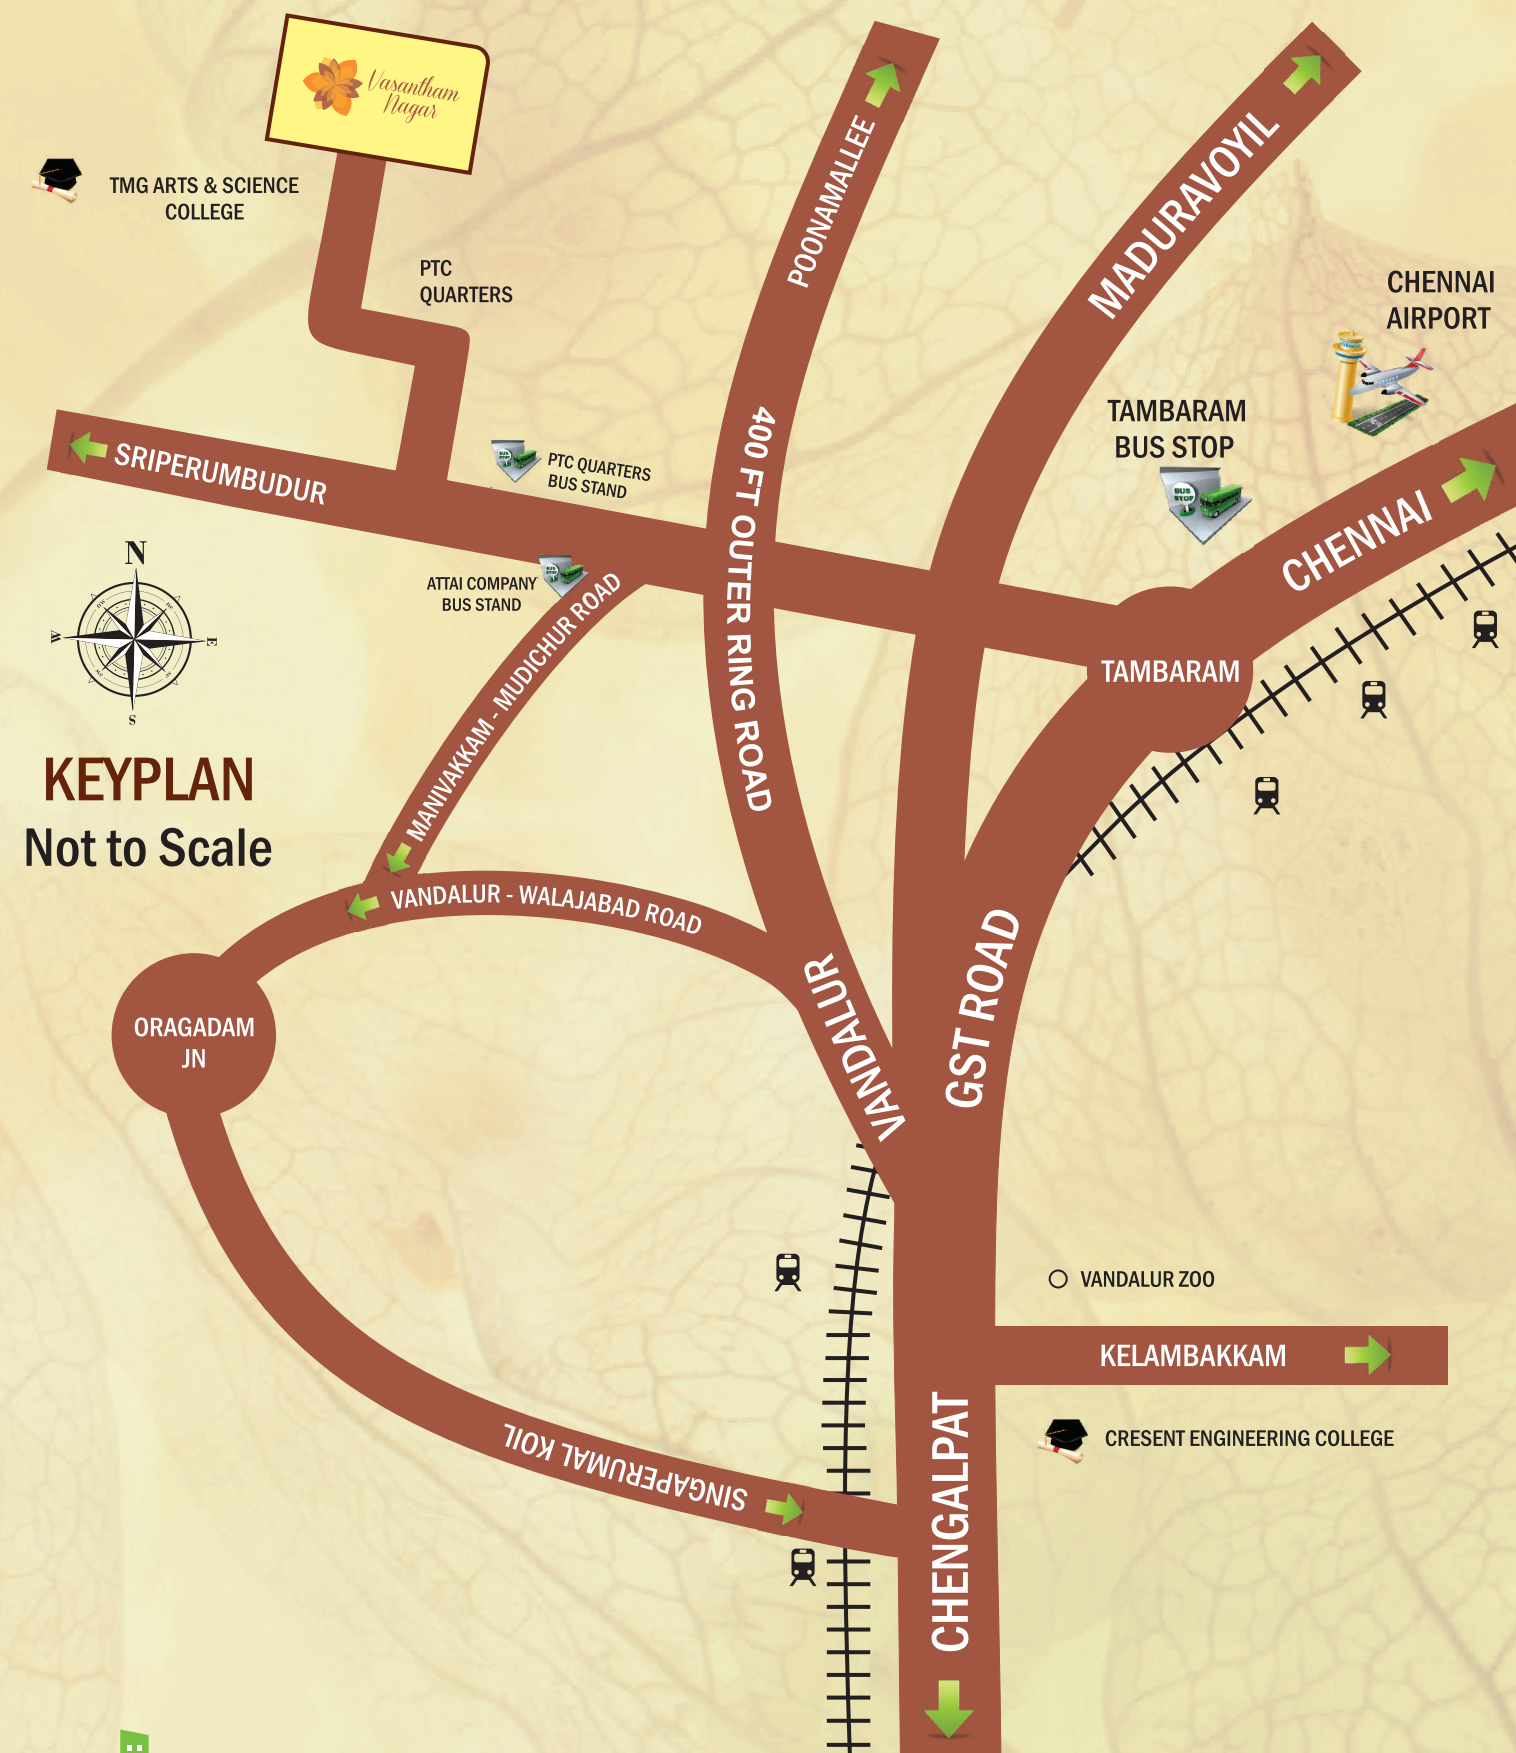 Vasantham
Nagar
TMG ARTS & SCIENCE
COLLEGE
PTC
QUARTERS
POONAMALLEE
MADURAVOYIL
CHENNAI
AIRPORT
TAMBARAM
BUS STOP
BUS
STOP
CHENNAI
SRIPERUMBUDUR
PTC QUARTERS
BUS STAND
400 FT OUTER RING ROAD
ATTAI COMPANY
BUS STAND
MANIVAKKAM - MUDICHUR ROAD
TAMBARAM
N
W
E
S
KEYPLAN
Not to Scale
VANDALUR - WALAJABAD ROAD
VANDALUR
GST ROAD
ORAGADAM
JN
VANDALUR ZOO
KELAMBAKKAM
CRESENT ENGINEERING COLLEGE
SINGAPERUMAL KOIL
CHENGALPAT